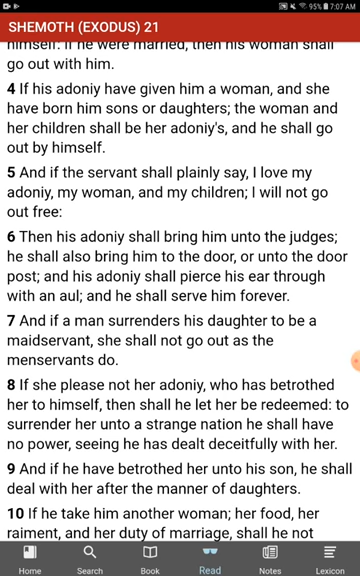 95% 7:07 AM
SHEMOTH (EXODUS) 21
himself: if he were married, then his woman shall
go out with him.
4 If his adoniy have given him a woman, and she
have born him sons or daughters; the woman and
her children shall be her adoniy's, and he shall go
out by himself.
5 And if the servant shall plainly say, I love my
adoniy, my woman, and my children; I will not go
out free:
6 Then his adoniy shall bring him unto the judges;
he shall also bring him to the door, or unto the door
post; and his adoniy shall pierce his ear through
with an aul; and he shall serve him forever.
7 And if a man surrenders his daughter to be a
maidservant, she shall not go out as the
menservants do.
8 If she please not her adoniy, who has betrothed
her to himself, then shall he let her be redeemed: to
surrender her unto a strange nation he shall have
no power, seeing he has dealt deceitfully with her.
9 And if he have betrothed her unto his son, he shall
deal with her after the manner of daughters.
10 If he take him another woman; her food, her
raiment, and her duty of marriage, shall he not
Home Search Book Read Notes Lexicon